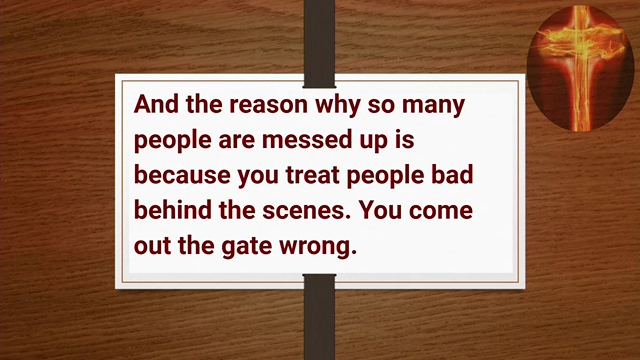 And the reason why so many
people are messed up is
because you treat people bad
behind the scenes. You come
out the gate wrong.